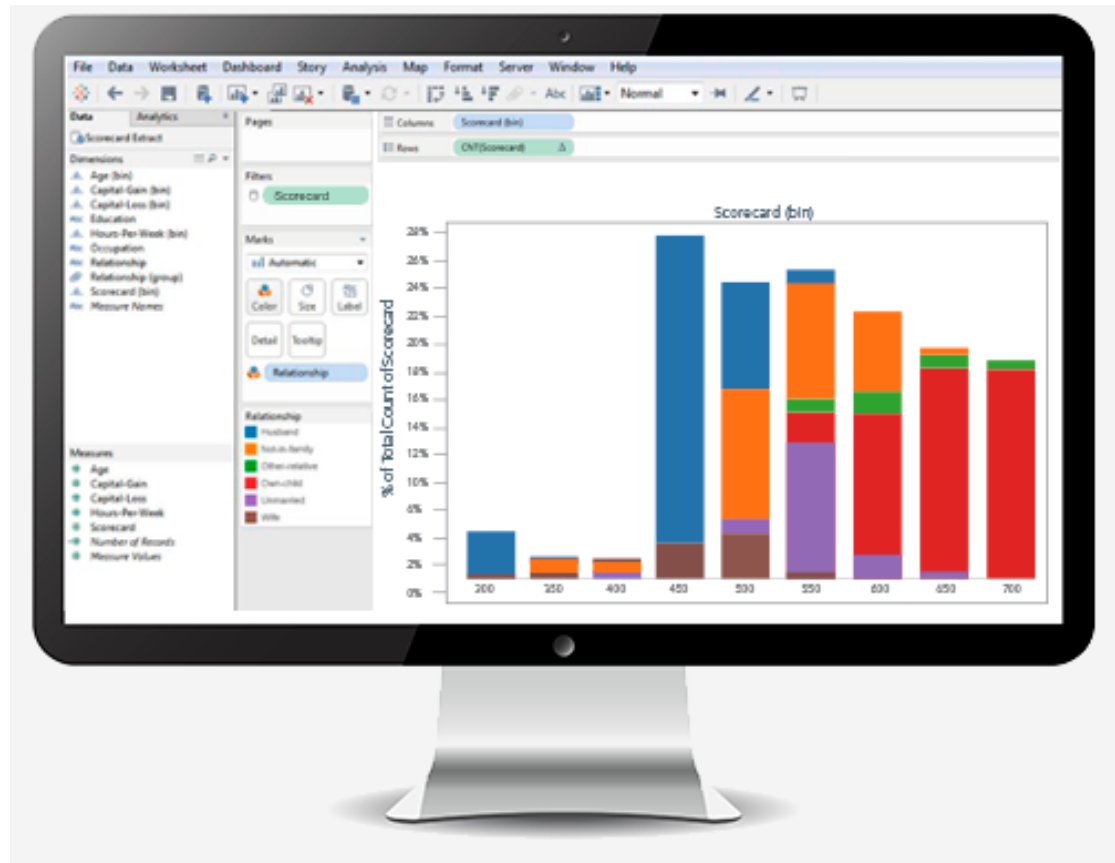 File Data Worksheet Dashboard Story Analysis Map Format Server Window Help
Abc Normal
Data Analytics
Scorecard Extract
Dimensions
Age (bin)
Capital-Gain (bin)
Capital-Loss (bin)
Abc Education
Hours-Per-Week (bin)
Abc Occupation
Abc Relationship
Relationship (group)
Scorecard (bin)
Abc Measure Names
Measures
Age
Capital-Gain
Capital-Loss
Hours-Per-Week
Scorecard
Number of Records
Measure Values
Pages
Filters
Scorecard
Marks
Automatic
Color Size Label
Detail Tooltip
Relationship
Relationship
Husband
Not-in-family
Other-relative
Own-child
Unmarried
Wife
Columns Scorecard (bin)
Rows CNT(Scorecard) Δ
Scorecard (bin)
% of Total Count of Scorecard
28%
26%
24%
22%
20%
18%
16%
14%
12%
10%
4%
2%
0%
400 450 500 550 600 650 700